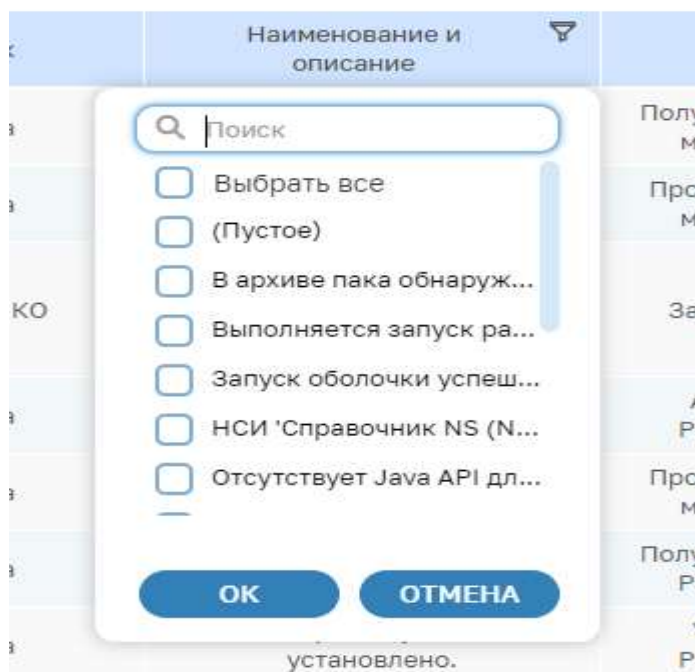 Наименование и
описание
Поиск
Выбрать все
(Пустое)
В архиве пака обнаруж...
Выполняется запуск ра...
КО
Запуск оболочки успеш...
НСИ 'Справочник NS (N...
Отсутствует Java API дл...
ОК
ОТМЕНА
установлено.